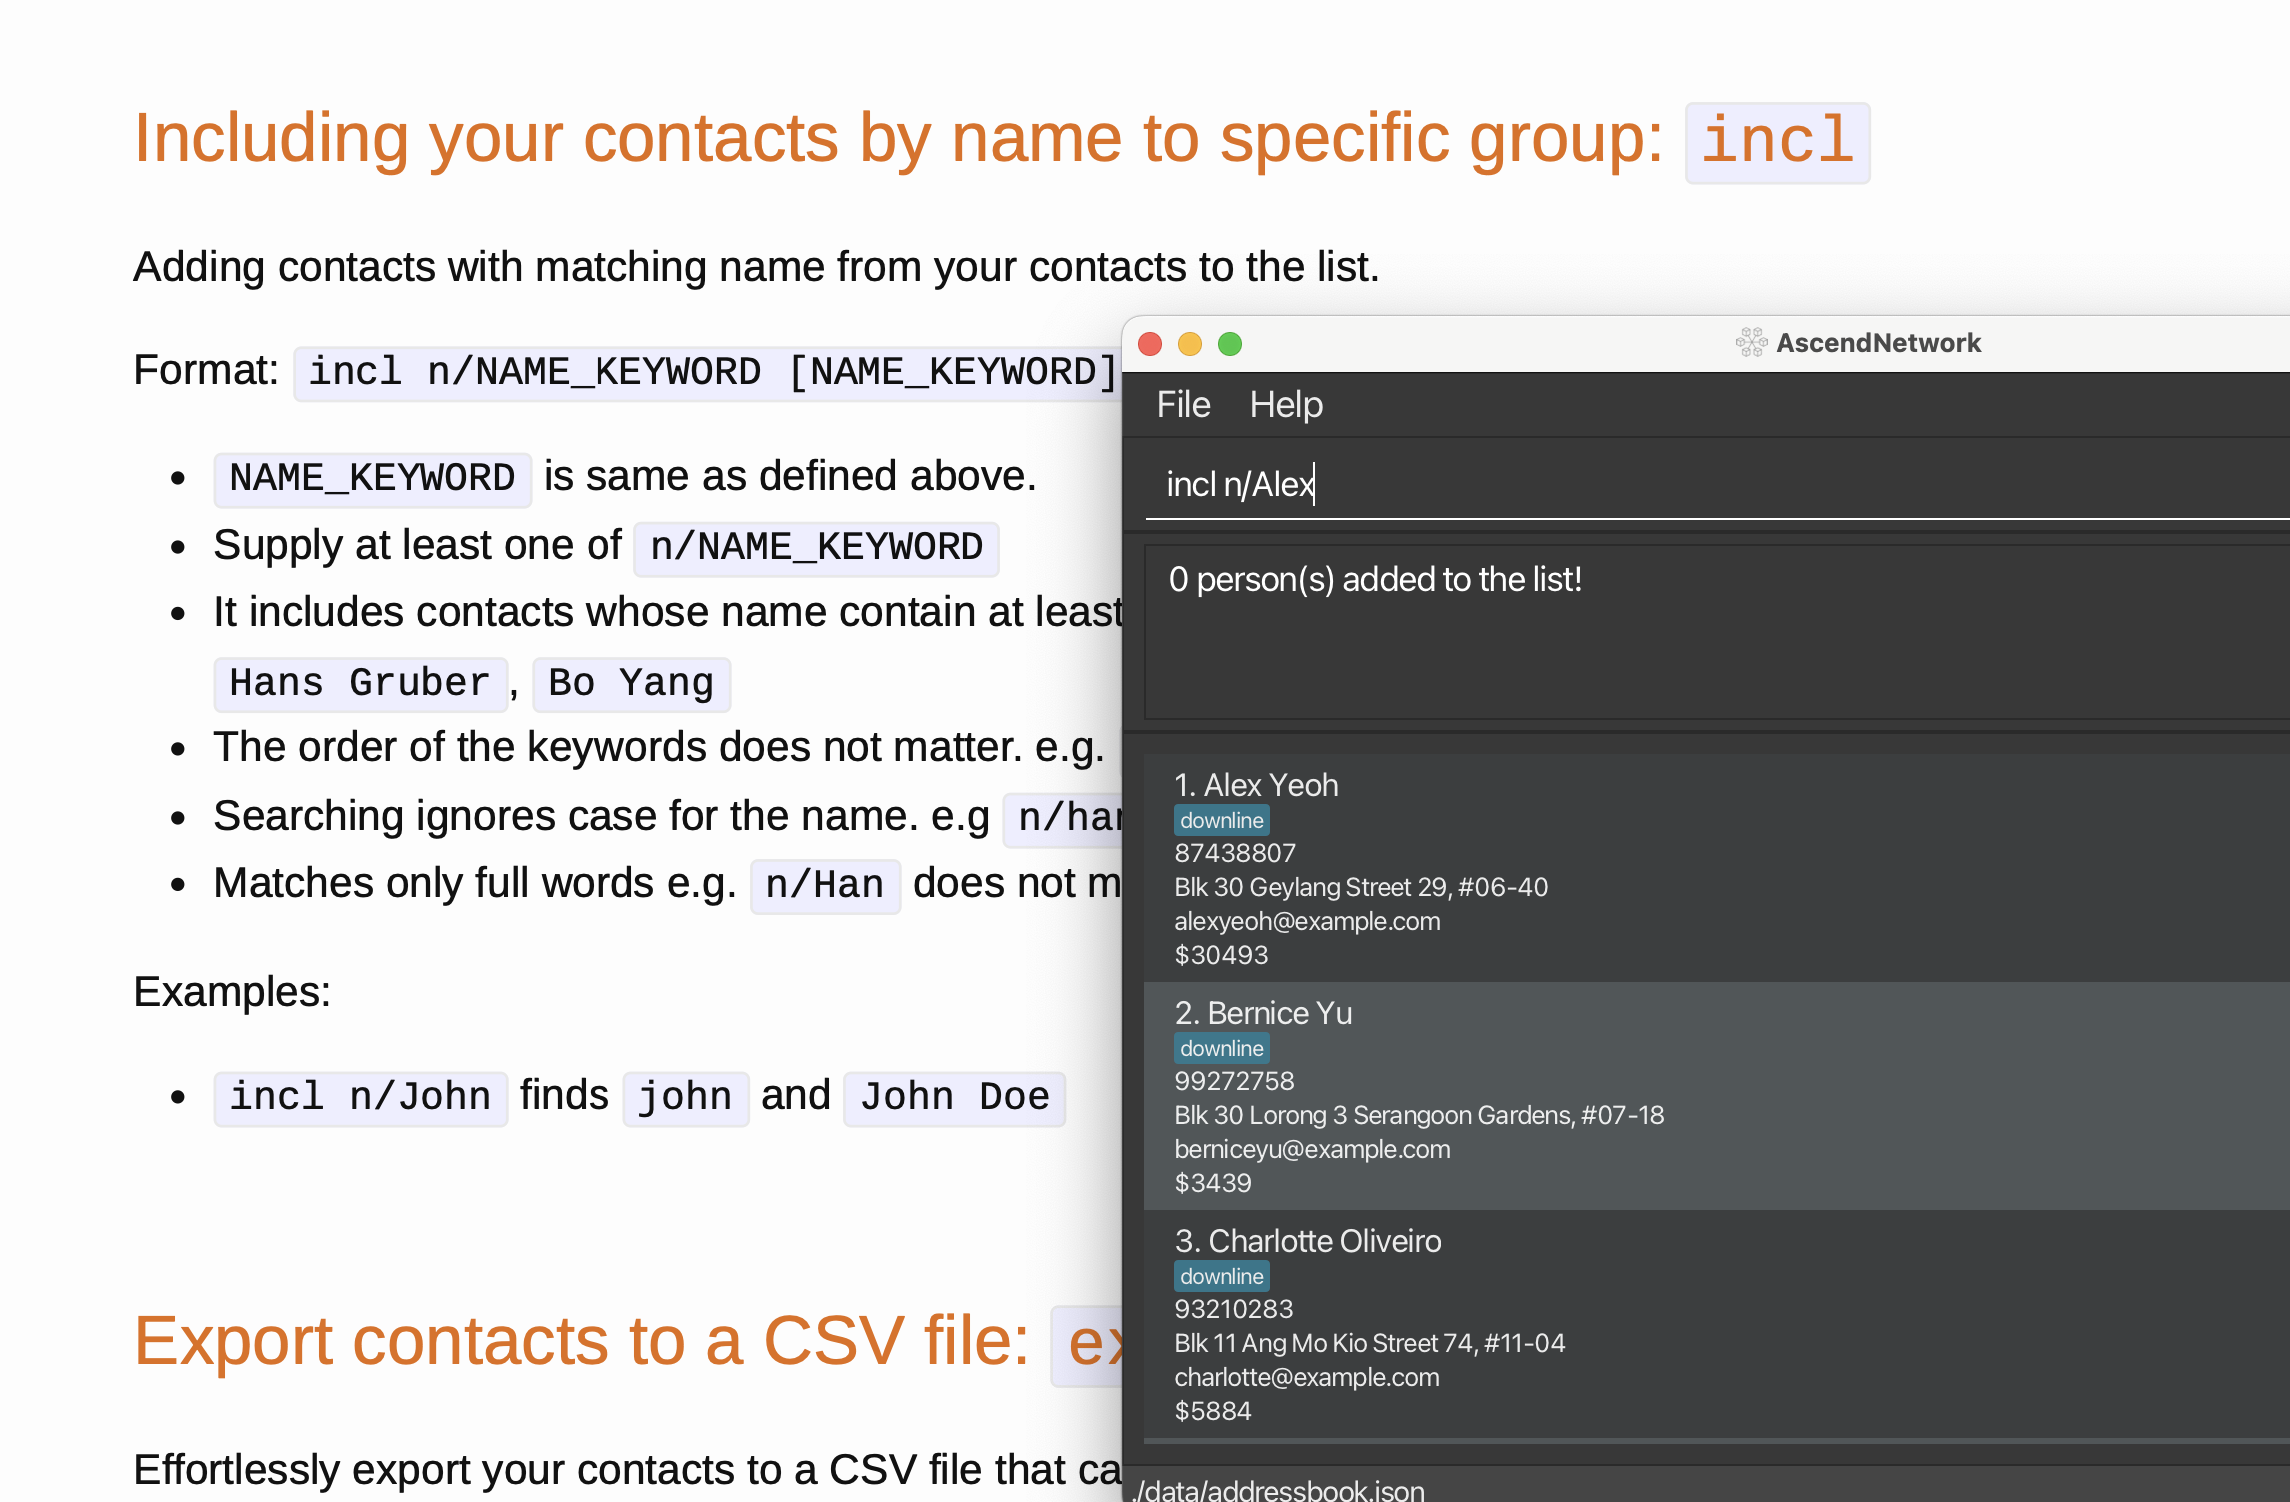 Including your contacts by name to specific group: incl
Adding contacts with matching name from your contacts to the list.
Format: incl n/NAME_KEYWORD [NAME_KEYWORD]
NAME_KEYWORD is same as defined above.
Supply at least one of n/NAME_KEYWORD
It includes contacts whose name contain at least
Hans Gruber, Bo Yang
The order of the keywords does not matter. e.g.
Searching ignores case for the name. e.g
Matches only full words e.g. n/Han does not
Examples:
incl n/John finds john and John Doe
Export contacts to a CSV file:
Effortlessly export your contacts to a CSV file that
AscendNetwork
File Help
incl n/Alex
0 person(s) added to the list!
1. Alex Yeoh
downline
87438807
Blk 30 Geylang Street 29, #06-40
alexyeoh@example.com
$30493
2. Bernice Yu
downline
99272758
Blk 30 Lorong 3 Serangoon Gardens, #07-18
berniceyu@example.com
$3439
3. Charlotte Oliveiro
downline
93210283
Blk 11 Ang Mo Kio Street 74, #11-04
charlotte@example.com
$5884
./data/addressbook.json